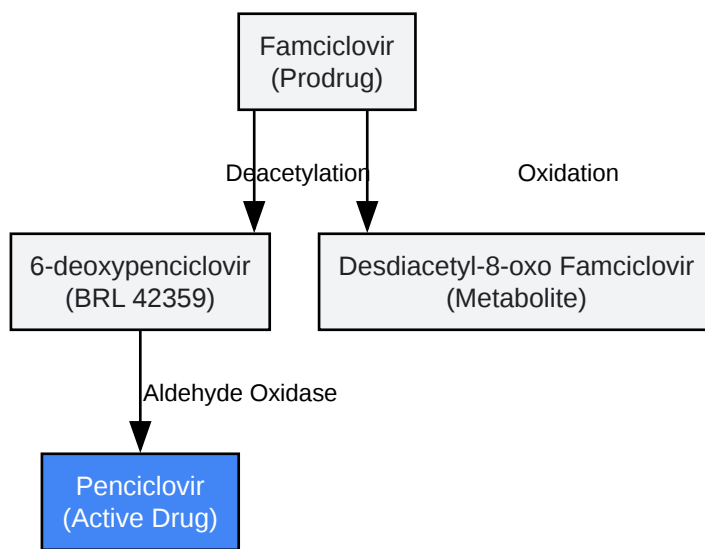 Famciclovir
(Prodrug)
Deacetylation
Oxidation
6-deoxypenciclovir
(BRL 42359)
Desdiacetyl-8-oxo Famciclovir
(Metabolite)
Aldehyde Oxidase
Penciclovir
(Active Drug)